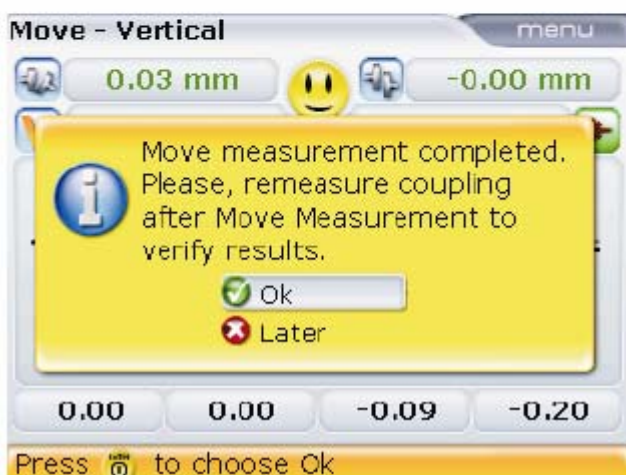 Move - Vertical menu
0.03 mm -0.00 mm
Move measurement completed.
Please, remeasure coupling
after Move Measurement to
verify results.
Ok
Later
0.00 0.00 -0.09 -0.20
Press to choose Ok